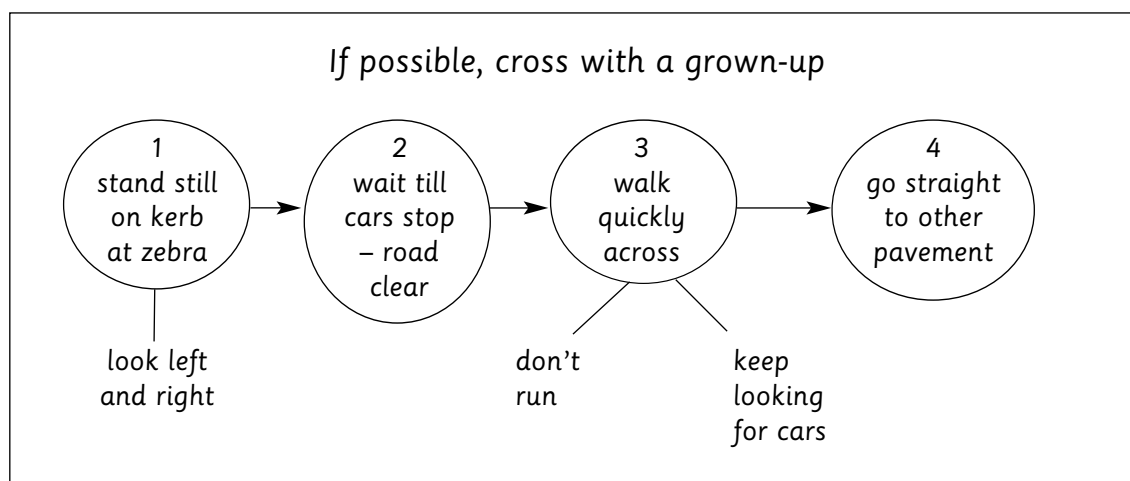 If possible, cross with a grown-up
1
stand still
on kerb
at zebra
2
wait till
cars stop
– road
clear
3
walk
quickly
across
4
go straight
to other
pavement
look left
and right
don't
run
keep
looking
for cars